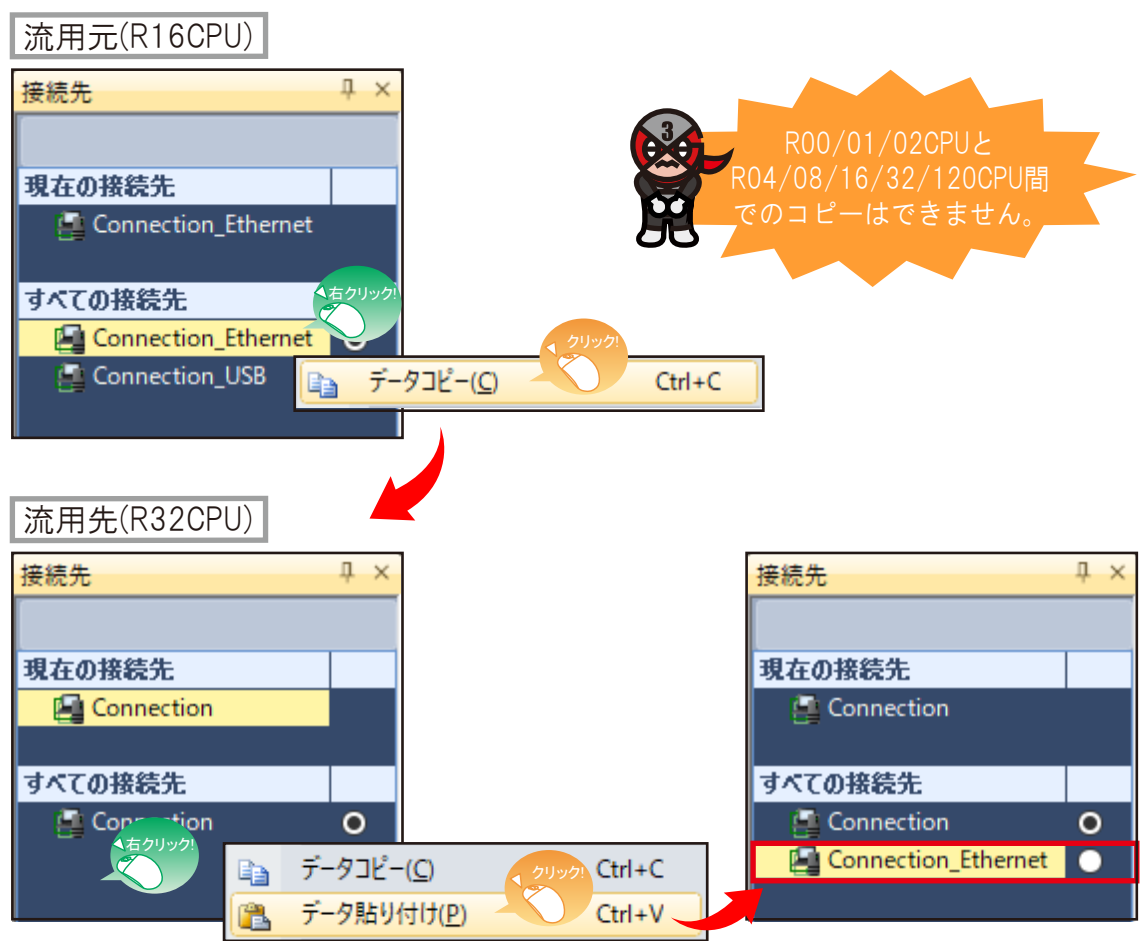 流用元(R16CPU)
接続先
現在の接続先
Connection_Ethernet
すべての接続先
右クリック!
Connection_Ethernet
Connection_USB
クリック!
データコピー(C) Ctrl+C
3
R00/01/02CPUと
R04/08/16/32/120CPU間
でのコピーはできません。
流用先(R32CPU)
接続先
現在の接続先
Connection
すべての接続先
Connection
右クリック!
データコピー(C) Ctrl+C
クリック!
データ貼り付け(P) Ctrl+V
接続先
現在の接続先
Connection
すべての接続先
Connection
Connection_Ethernet